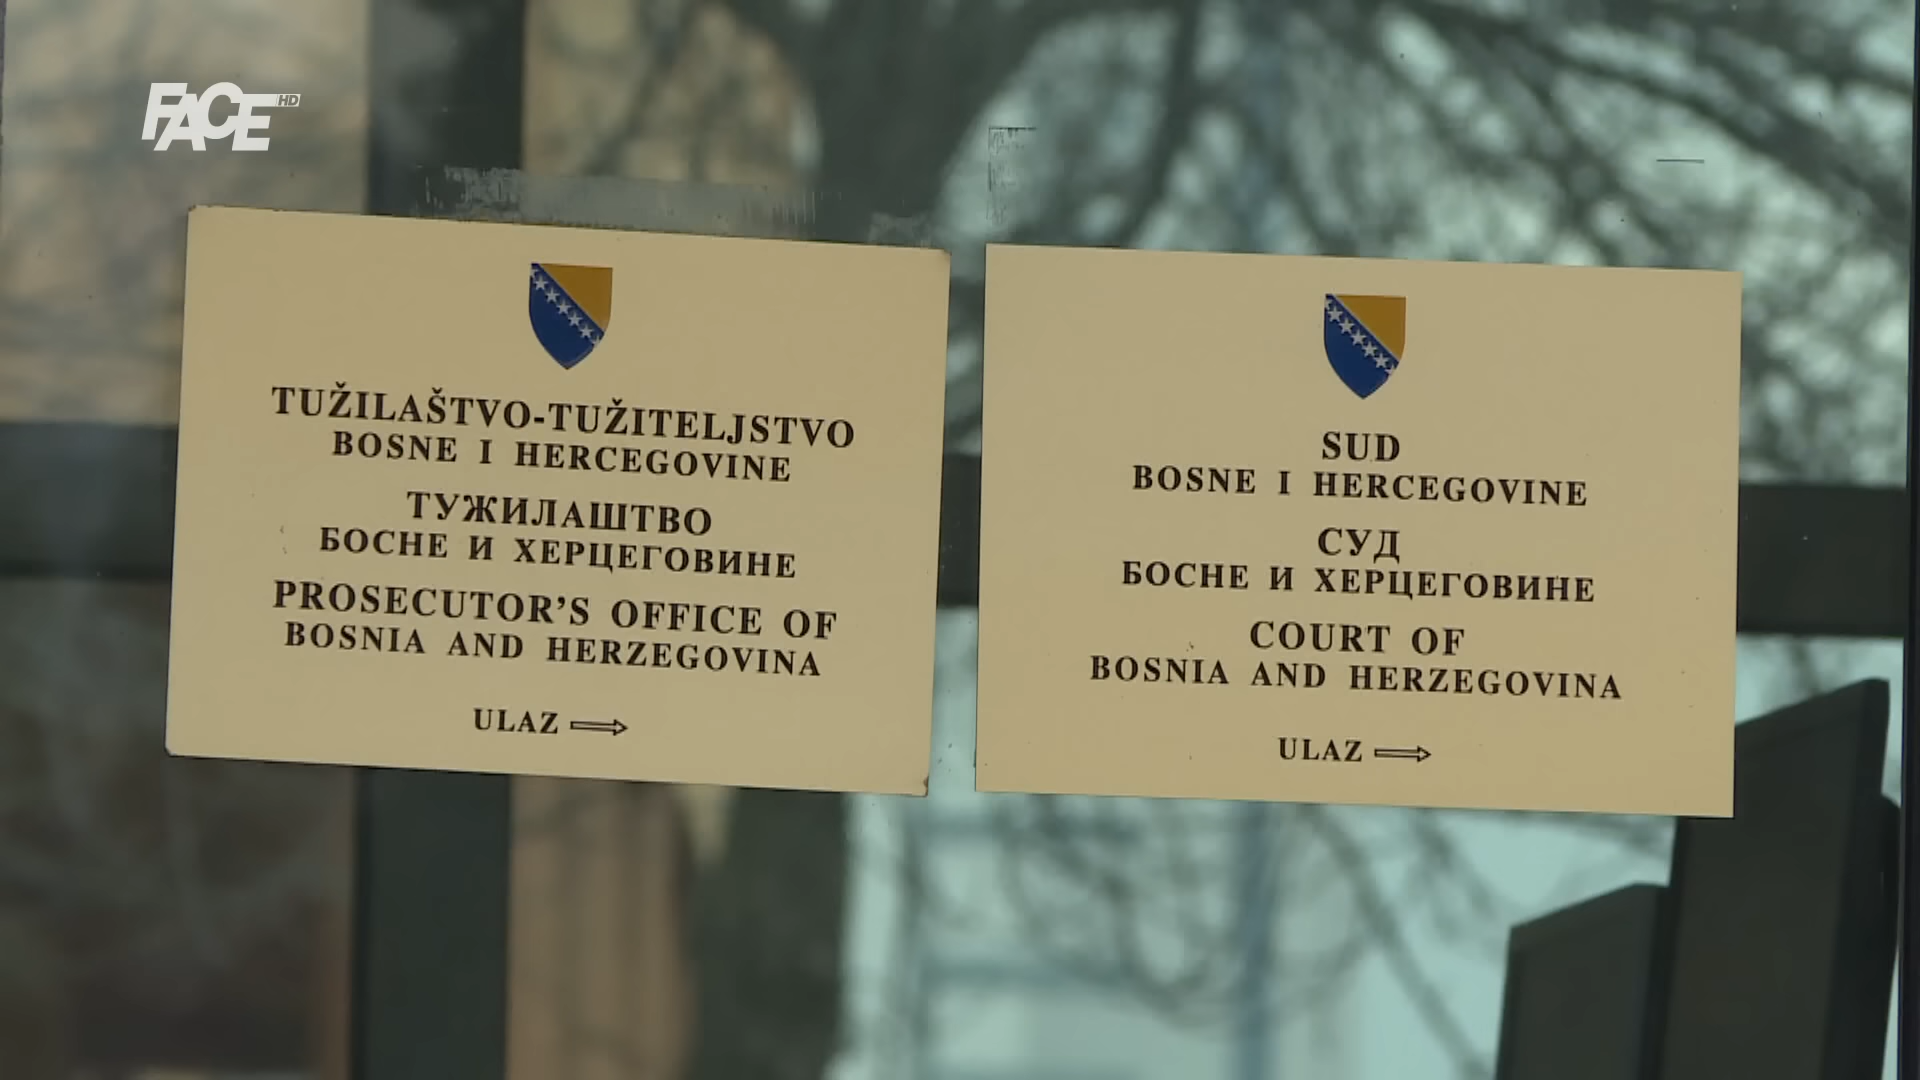 FACE HD
TUŽILAŠTVO-TUŽITELJSTVO
BOSNE I HERCEGOVINE
ТУЖИЛАШТВО
БОСНЕ И ХЕРЦЕГОВИНЕ
PROSECUTOR’S OFFICE OF
BOSNIA AND HERZEGOVINA
ULAZ
SUD
BOSNE I HERCEGOVINE
СУД
БОСНЕ И ХЕРЦЕГОВИНЕ
COURT OF
BOSNIA AND HERZEGOVINA
ULAZ